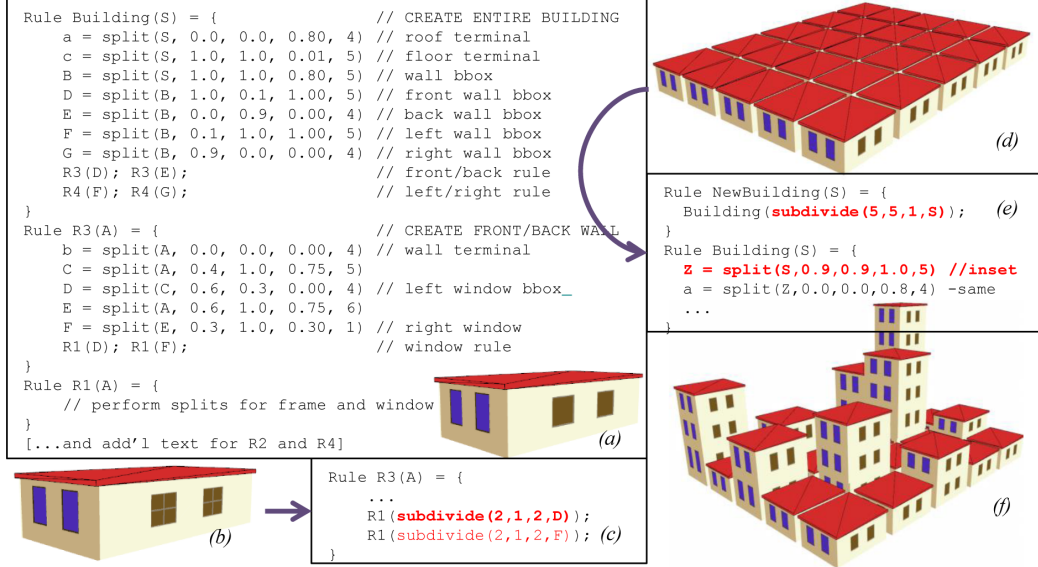 Rule Building(S) = { // CREATE ENTIRE BUILDING
a = split(S, 0.0, 0.0, 0.80, 4) // roof terminal
c = split(S, 1.0, 1.0, 0.01, 5) // floor terminal
B = split(S, 1.0, 1.0, 0.80, 5) // wall bbox
D = split(B, 1.0, 0.1, 1.00, 5) // front wall bbox
E = split(B, 0.0, 0.9, 0.00, 4) // back wall bbox
F = split(B, 0.1, 1.0, 1.00, 5) // left wall bbox
G = split(B, 0.9, 0.0, 0.00, 4) // right wall bbox
R3(D); R3(E); // front/back rule
R4(F); R4(G); // left/right rule
}
Rule R3(A) = { // CREATE FRONT/BACK WALL
b = split(A, 0.0, 0.0, 0.00, 4) // wall terminal
C = split(A, 0.4, 1.0, 0.75, 5)
D = split(C, 0.6, 0.3, 0.00, 4) // left window bbox_
E = split(A, 0.6, 1.0, 0.75, 6)
F = split(E, 0.3, 1.0, 0.30, 1) // right window
R1(D); R1(F); // window rule
}
Rule R1(A) = {
// perform splits for frame and window
}
[...and add'l text for R2 and R4]
(a)
(b)
Rule R3(A) = {
...
R1(subdivide(2,1,2,D));
R1(subdivide(2,1,2,F)); (c)
}
(d)
Rule NewBuilding(S) = {
Building(subdivide(5,5,1,S)); (e)
}
Rule Building(S) = {
Z = split(S,0.9,0.9,1.0,5) //inset
a = split(Z,0.0,0.0,0.8,4) -same
...
}
(f)